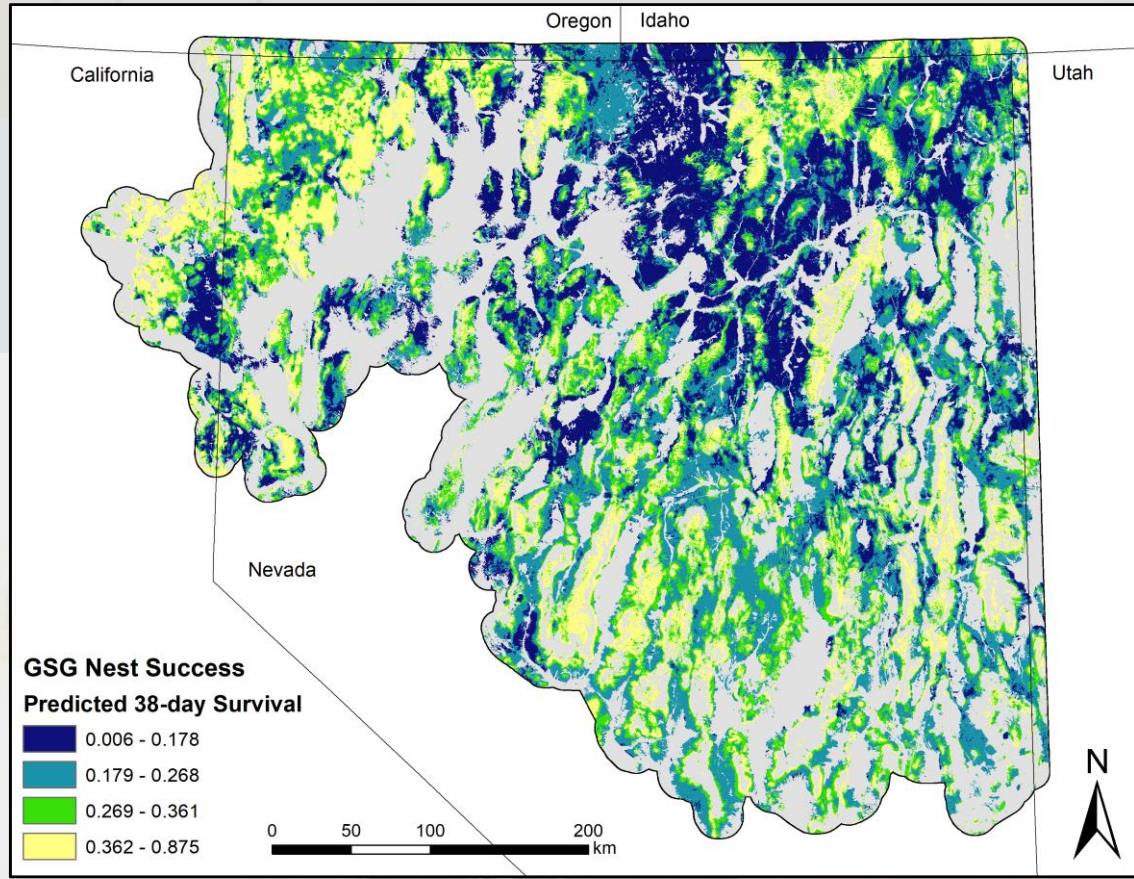 Oregon Idaho
California
Utah
Nevada
GSG Nest Success
Predicted 38-day Survival
0.006 - 0.178
0.179 - 0.268
0.269 - 0.361
0.362 - 0.875
0 50 100 200
km
N